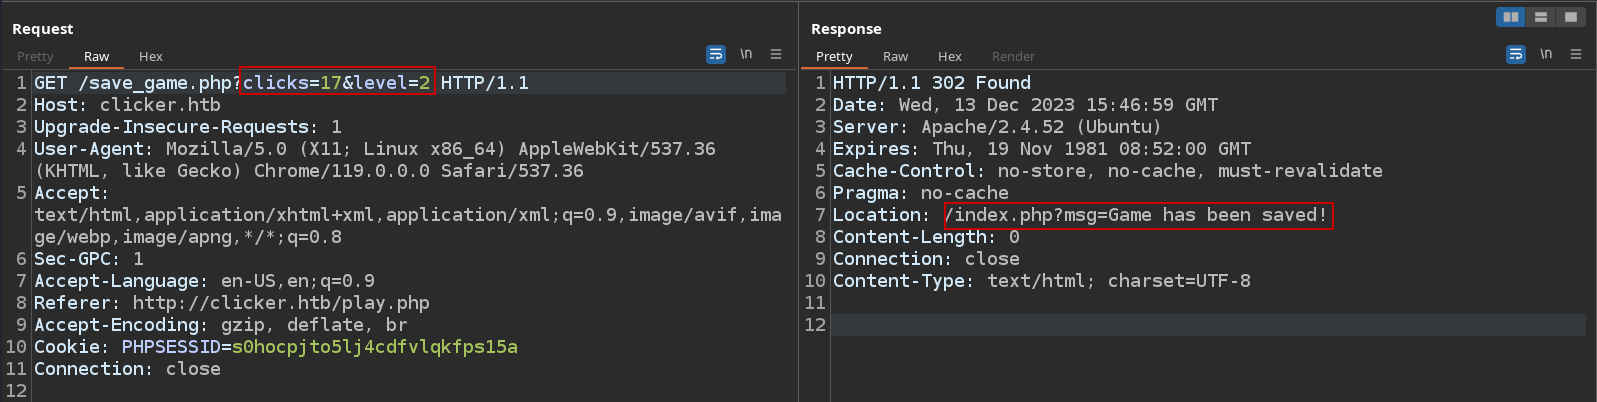 Request
Pretty Raw Hex \n
1 GET /save_game.php?clicks=17&level=2 HTTP/1.1
2 Host: clicker.htb
3 Upgrade-Insecure-Requests: 1
4 User-Agent: Mozilla/5.0 (X11; Linux x86_64) AppleWebKit/537.36
(KHTML, like Gecko) Chrome/119.0.0.0 Safari/537.36
5 Accept:
text/html,application/xhtml+xml,application/xml;q=0.9,image/avif,ima
ge/webp,image/apng,*/*;q=0.8
6 Sec-GPC: 1
7 Accept-Language: en-US,en;q=0.9
8 Referer: http://clicker.htb/play.php
9 Accept-Encoding: gzip, deflate, br
10 Cookie: PHPSESSID=s0hocpjto5lj4cdfvlqkfps15a
11 Connection: close
12
Response
Pretty Raw Hex Render \n
1 HTTP/1.1 302 Found
2 Date: Wed, 13 Dec 2023 15:46:59 GMT
3 Server: Apache/2.4.52 (Ubuntu)
4 Expires: Thu, 19 Nov 1981 08:52:00 GMT
5 Cache-Control: no-store, no-cache, must-revalidate
6 Pragma: no-cache
7 Location: /index.php?msg=Game has been saved!
8 Content-Length: 0
9 Connection: close
10 Content-Type: text/html; charset=UTF-8
11
12